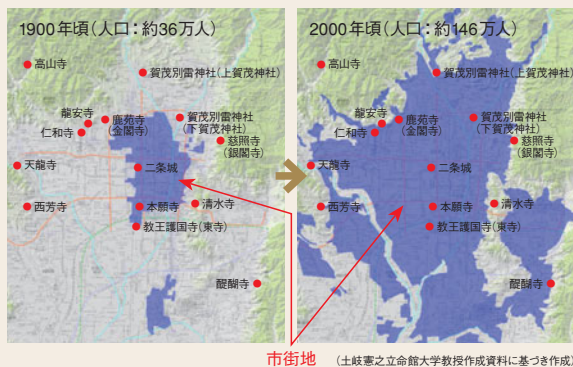 1900年頃(人口：約36万人)
高山寺
賀茂別雷神社(上賀茂神社)
龍安寺
鹿苑寺
(金閣寺)
賀茂別雷神社
(下賀茂神社)
仁和寺
慈照寺
(銀閣寺)
天龍寺
二条城
西芳寺
本願寺
清水寺
教王護国寺(東寺)
醍醐寺
2000年頃(人口：約146万人)
高山寺
賀茂別雷神社(上賀茂神社)
龍安寺
鹿苑寺
(金閣寺)
賀茂別雷神社
(下賀茂神社)
仁和寺
慈照寺
(銀閣寺)
天龍寺
二条城
西芳寺
本願寺
清水寺
教王護国寺(東寺)
醍醐寺
市街地
(土岐憲之立命館大学教授作成資料に基づき作成)